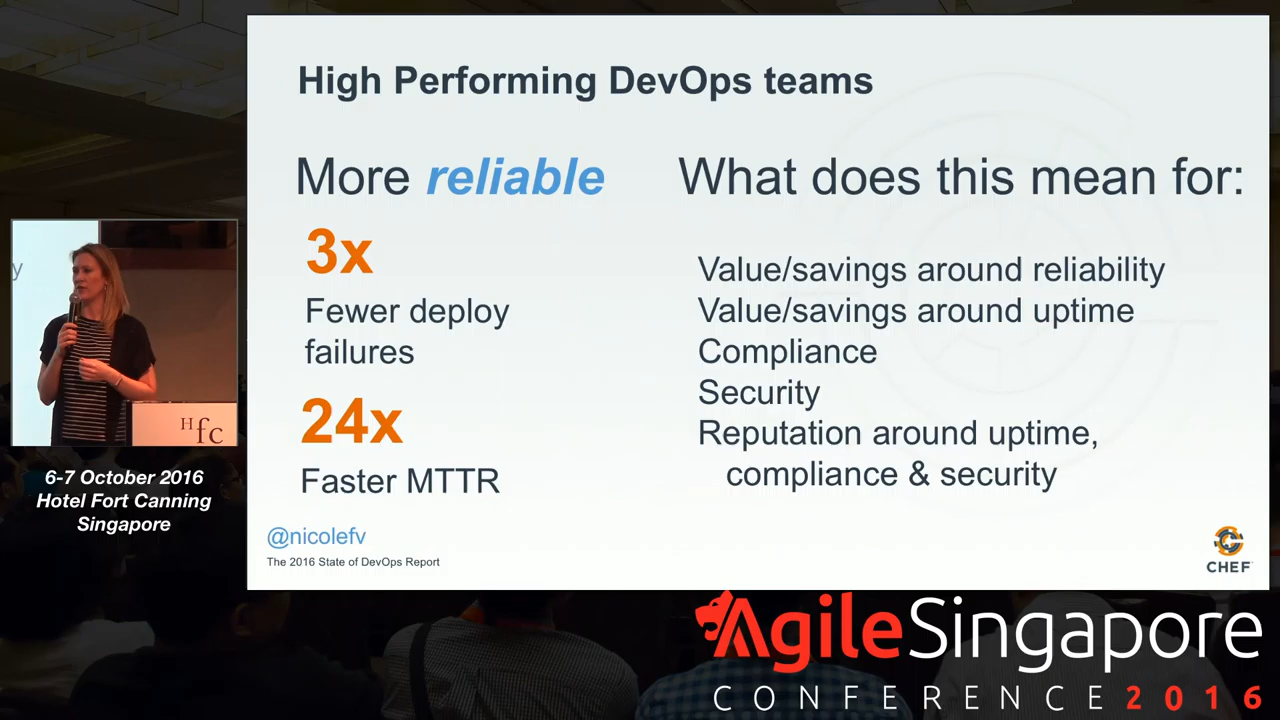 High Performing DevOps teams
More reliable
3x
Fewer deploy
failures
24x
Faster MTTR
What does this mean for:
Value/savings around reliability
Value/savings around uptime
Compliance
Security
Reputation around uptime,
compliance & security
@nicolefv
The 2016 State of DevOps Report
CHEF
y
Hfc
6-7 October 2016
Hotel Fort Canning
Singapore
AgileSingapore
CONFERENCE 2016